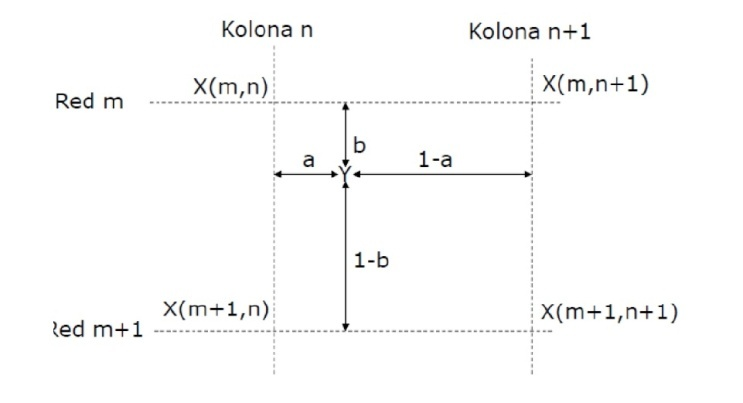 Kolona n
Kolona n+1
X(m,n)
X(m,n+1)
Red m
b
a
1-a
Y
1-b
X(m+1,n)
X(m+1,n+1)
Red m+1